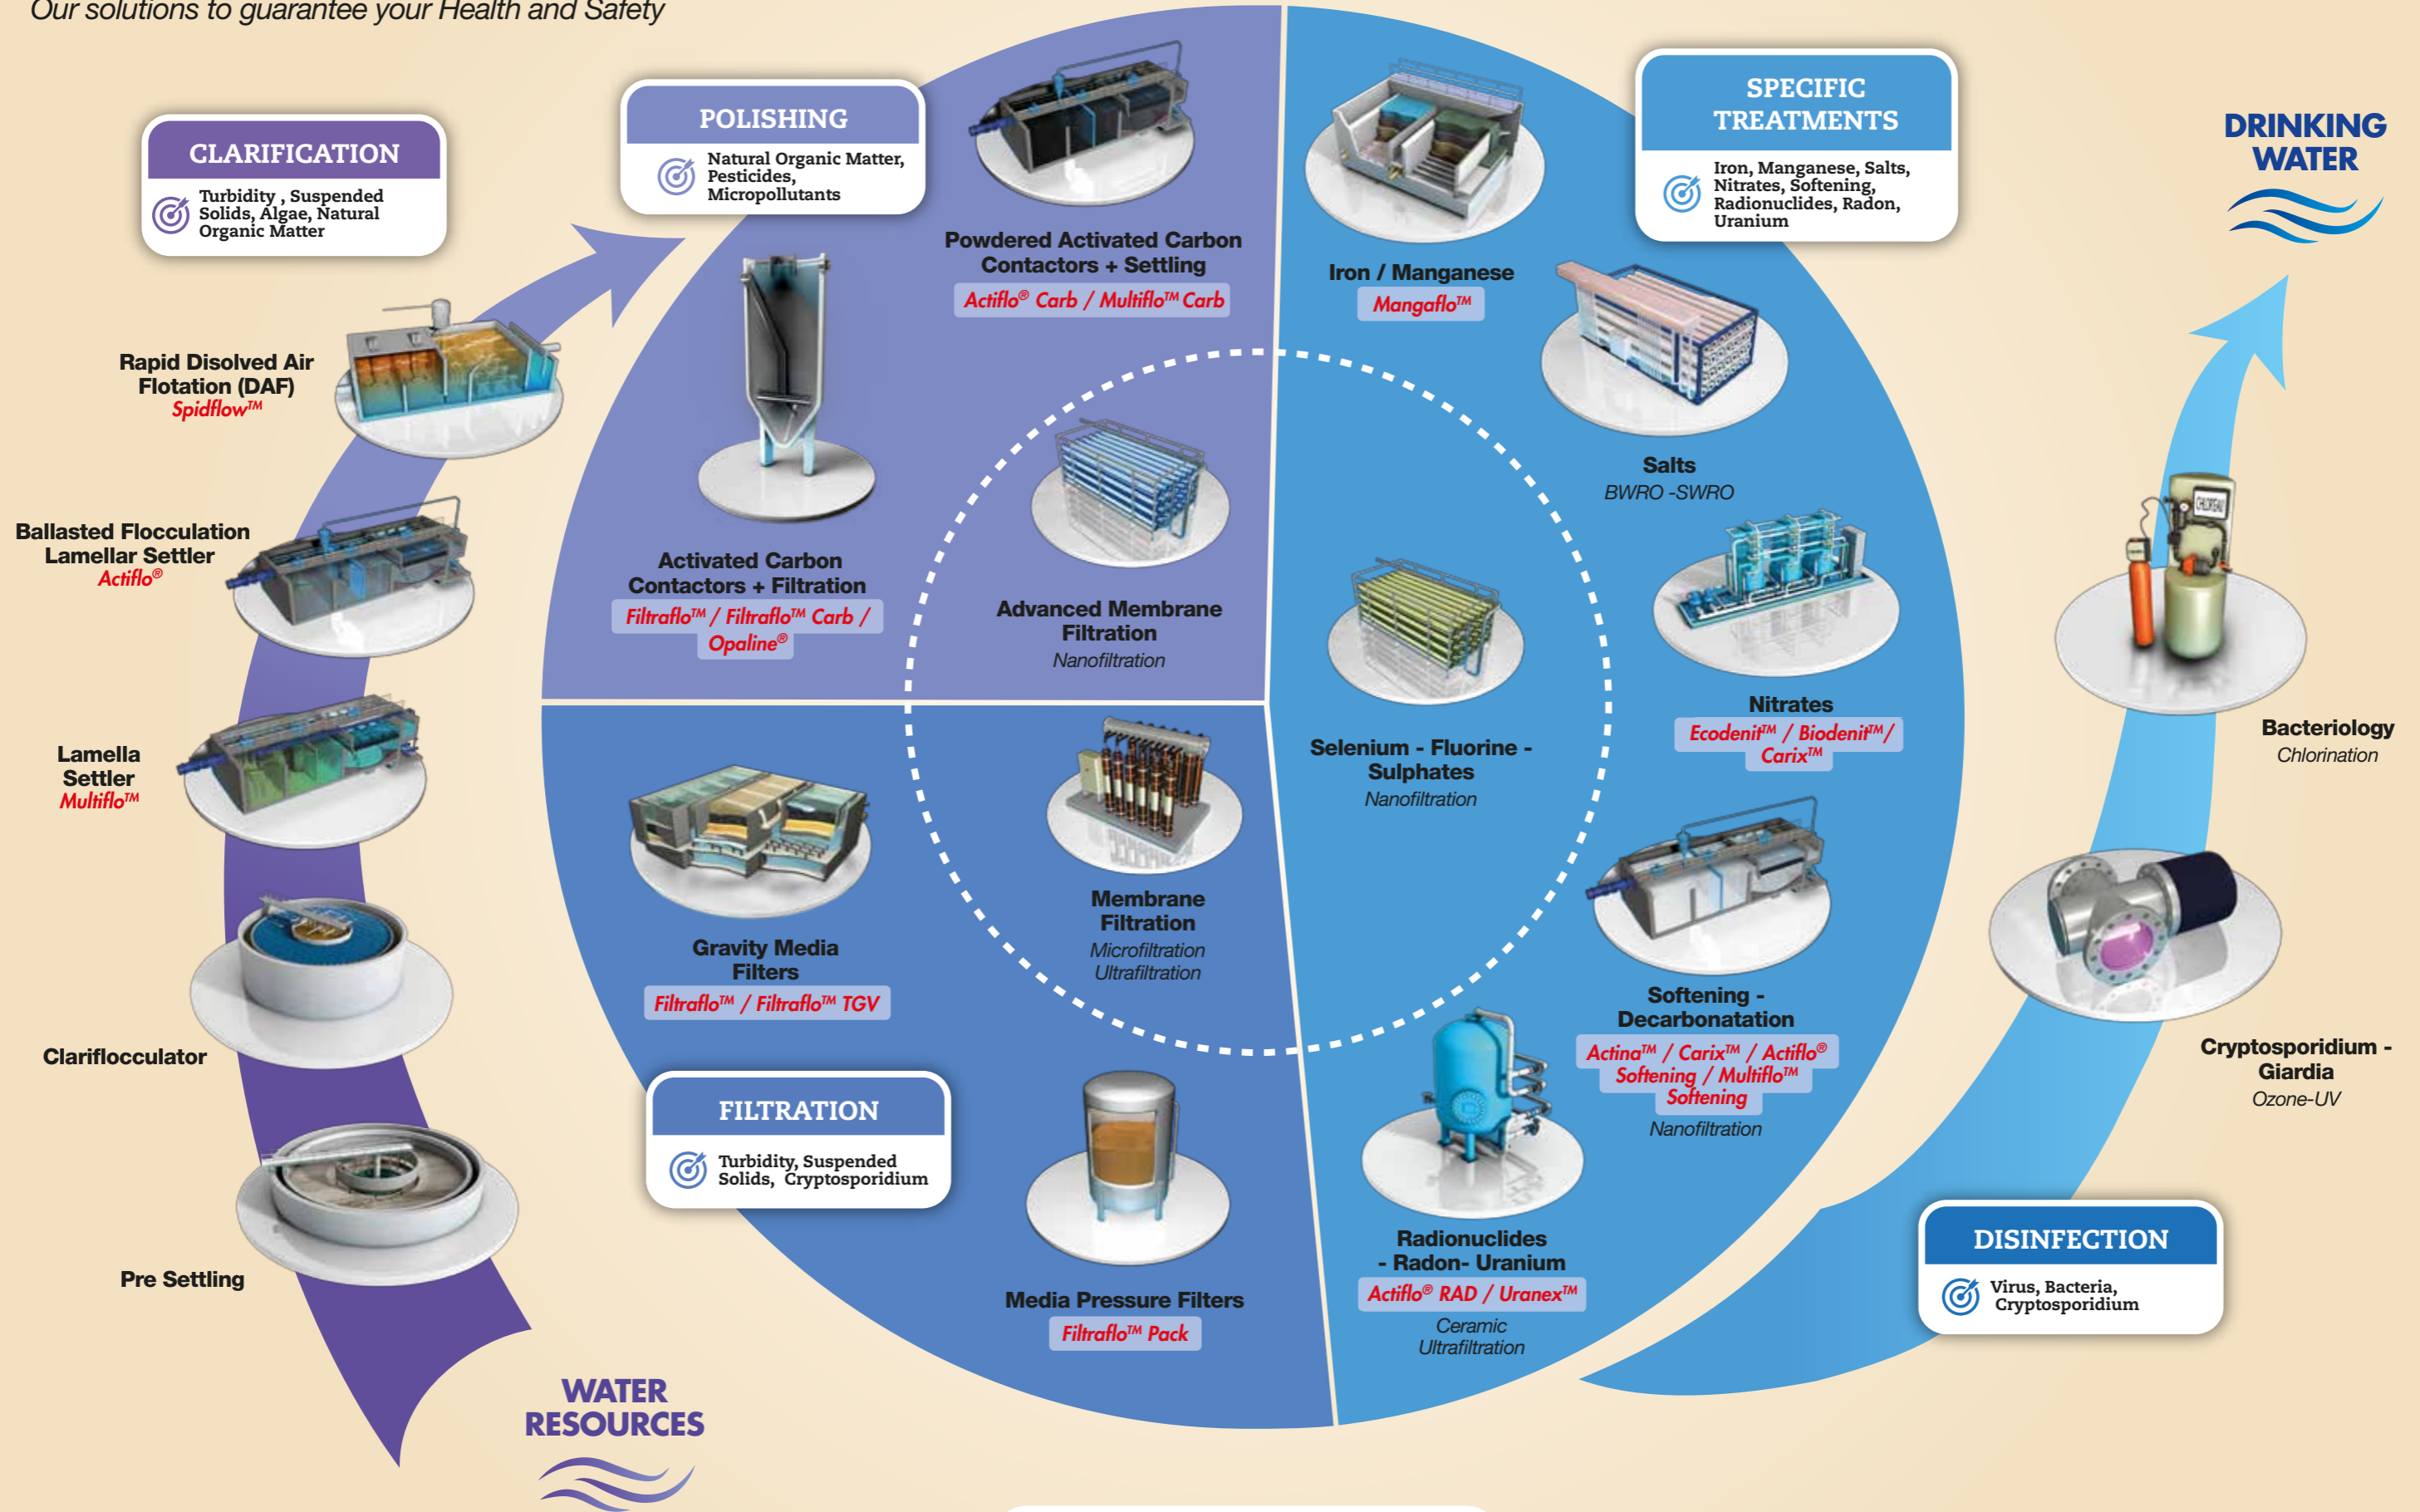 Our solutions to guarantee your Health and Safety
CLARIFICATION
Turbidity , Suspended
Solids, Algae, Natural
Organic Matter
Rapid Disolved Air
Flotation (DAF)
Spidflow™
Ballasted Flocculation
Lamellar Settler
Actiflo®
Lamella
Settler
Multiflo™
Clariflocculator
Pre Settling
WATER
RESOURCES
POLISHING
Natural Organic Matter,
Pesticides,
Micropollutants
Powdered Activated Carbon
Contactors + Settling
Actiflo® Carb / Multiflo™ Carb
Activated Carbon
Contactors + Filtration
Filtraflo™ / Filtraflo™ Carb /
Opaline®
Advanced Membrane
Filtration
Nanofiltration
Gravity Media
Filters
Filtraflo™ / Filtraflo™ TGV
Membrane
Filtration
Microfiltration
Ultrafiltration
FILTRATION
Turbidity, Suspended
Solids, Cryptosporidium
Media Pressure Filters
Filtraflo™ Pack
SPECIFIC
TREATMENTS
Iron, Manganese, Salts,
Nitrates, Softening,
Radionuclides, Radon,
Uranium
Iron / Manganese
Mangaflo™
Salts
BWRO -SWRO
Nitrates
Ecodenit™ / Biodenit™/
Carix™
Selenium - Fluorine -
Sulphates
Nanofiltration
Softening -
Decarbonatation
Actina™ / Carix™ / Actiflo®
Softening / Multiflo™
Softening
Nanofiltration
Radionuclides
- Radon- Uranium
Actiflo® RAD / Uranex™
Ceramic
Ultrafiltration
DRINKING
WATER
CHLOREAU
Bacteriology
Chlorination
Cryptosporidium -
Giardia
Ozone-UV
DISINFECTION
Virus, Bacteria,
Cryptosporidium